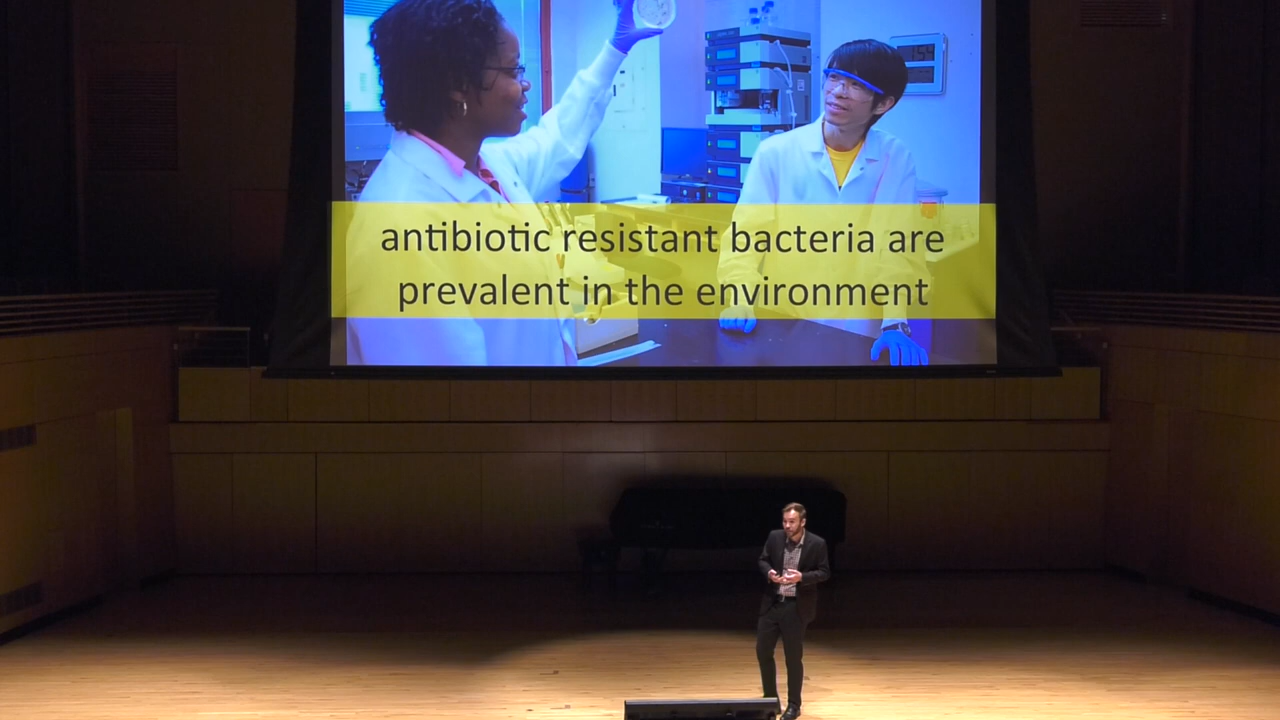 antibiotic resistant bacteria are
prevalent in the environment